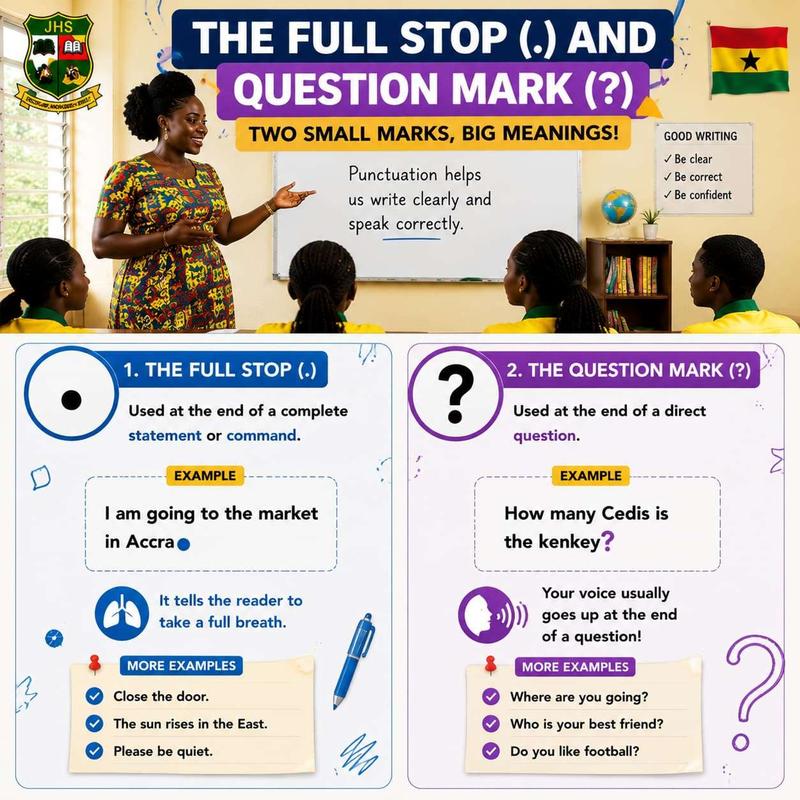 JHS
THE FULL STOP (.) AND
QUESTION MARK (?)
TWO SMALL MARKS, BIG MEANINGS!
GOOD WRITING
✓ Be clear
✓ Be correct
✓ Be confident
Punctuation helps
us write clearly and
speak correctly.
1. THE FULL STOP (.)
Used at the end of a complete
statement or command.
EXAMPLE
I am going to the market
in Accra.
It tells the reader to
take a full breath.
MORE EXAMPLES
Close the door.
The sun rises in the East.
Please be quiet.
?
2. THE QUESTION MARK (?)
Used at the end of a direct
question.
EXAMPLE
How many Cedis is
the kenkey?
Your voice usually
goes up at the end
of a question!
MORE EXAMPLES
Where are you going?
Who is your best friend?
Do you like football?
?